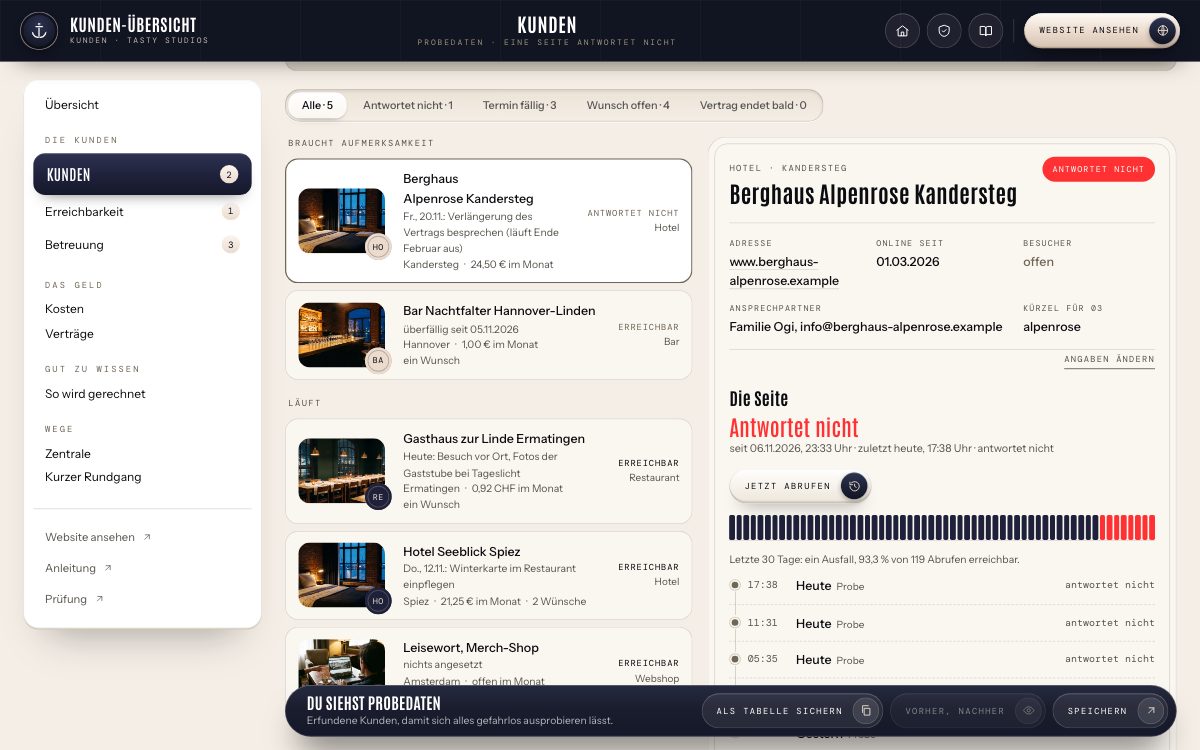 KUNDEN-ÜBERSICHT
KUNDEN · TASTY STUDIOS
KUNDEN
PROBEDATEN · EINE SEITE ANTWORTET NICHT
WEBSITE ANSEHEN
Übersicht
DIE KUNDEN
KUNDEN 2
Erreichbarkeit 1
Betreuung 3
DAS GELD
Kosten
Verträge
GUT ZU WISSEN
So wird gerechnet
WEGE
Zentrale
Kurzer Rundgang
Website ansehen ↗
Anleitung ↗
Prüfung ↗
Alle · 5 Antwortet nicht · 1 Termin fällig · 3 Wunsch offen · 4 Vertrag endet bald · 0
BRAUCHT AUFMERKSAMKEIT
Berghaus
Alpenrose Kandersteg
Fr., 20.11.: Verlängerung des
Vertrags besprechen (läuft Ende
Februar aus)
Kandersteg · 24,50 € im Monat
HO
ANTWORTET NICHT
Hotel
Bar Nachtfalter Hannover-Linden
überfällig seit 05.11.2026
Hannover · 1,00 € im Monat
ein Wunsch
BA
ERREICHBAR
Bar
LÄUFT
Gasthaus zur Linde Ermatingen
Heute: Besuch vor Ort, Fotos der
Gaststube bei Tageslicht
Ermatingen · 0,92 CHF im Monat
ein Wunsch
RE
ERREICHBAR
Restaurant
Hotel Seeblick Spiez
Do., 12.11.: Winterkarte im Restaurant
einpflegen
Spiez · 21,25 € im Monat · 2 Wünsche
HO
ERREICHBAR
Hotel
Leisewort, Merch-Shop
nichts angesetzt
Amsterdam · offen im Monat
ERREICHBAR
Webshop
HOTEL · KANDERSTEG
ANTWORTET NICHT
Berghaus Alpenrose Kandersteg
ADRESSE
www.berghaus-
alpenrose.example
ONLINE SEIT
01.03.2026
BESUCHER
offen
ANSPRECHPARTNER
Familie Ogi, info@berghaus-alpenrose.example
KÜRZEL FÜR 03
alpenrose
ANGABEN ÄNDERN
Die Seite
Antwortet nicht
seit 06.11.2026, 23:33 Uhr · zuletzt heute, 17:38 Uhr · antwortet nicht
JETZT ABRUFEN
Letzte 30 Tage: ein Ausfall, 93,3 % von 119 Abrufen erreichbar.
17:38 Heute Probe antwortet nicht
11:31 Heute Probe antwortet nicht
05:35 Heute Probe antwortet nicht
DU SIEHST PROBEDATEN
Erfundene Kunden, damit sich alles gefahrlos ausprobieren lässt.
ALS TABELLE SICHERN
VORHER, NACHHER
SPEICHERN